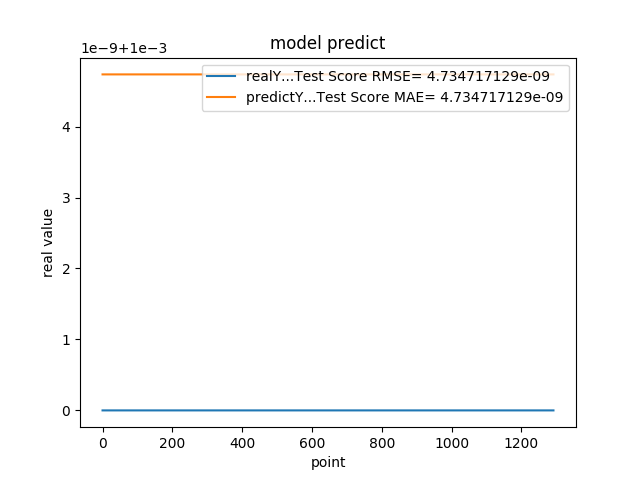 model predict
1e−9+1e−3
realY...Test Score RMSE= 4.734717129e-09
predictY...Test Score MAE= 4.734717129e-09
4
3
2
1
0
real value
0 200 400 600 800 1000 1200
point